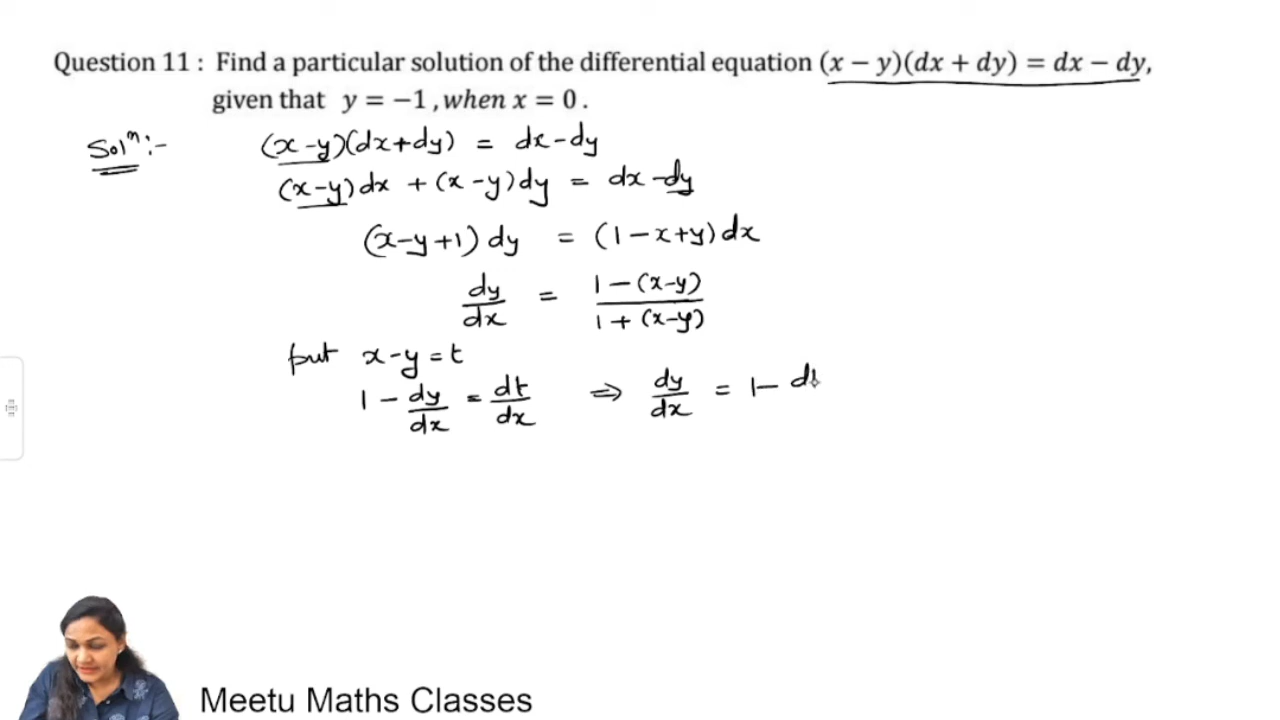 Question 11 : Find a particular solution of the differential equation (x − y)(dx + dy) = dx − dy,
given that y = −1 , when x = 0 .
Solⁿ:- (x-y)(dx+dy) = dx-dy
(x-y)dx + (x-y)dy = dx-dy
(x-y+1) dy = (1-x+y) dx
dy/dx = 1-(x-y)/1+(x-y)
put x-y=t
1 - dy/dx = dt/dx ⇒ dy/dx = 1- dt
Meetu Maths Classes